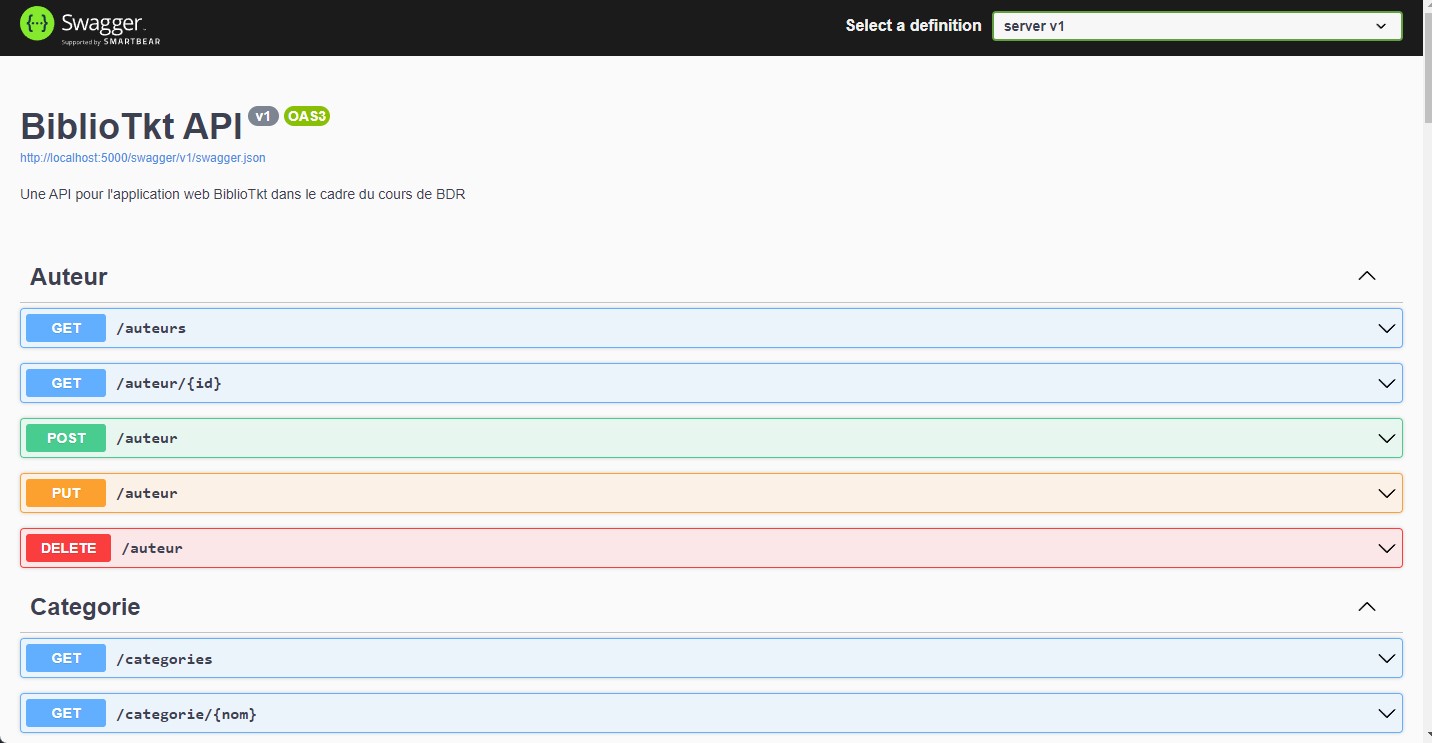 Swagger
Supported by SMARTBEAR
Select a definition
server v1
BiblioTkt API v1 OAS3
http://localhost:5000/swagger/v1/swagger.json
Une API pour l'application web BiblioTkt dans le cadre du cours de BDR
Auteur
GET /auteurs
GET /auteur/{id}
POST /auteur
PUT /auteur
DELETE /auteur
Categorie
GET /categories
GET /categorie/{nom}